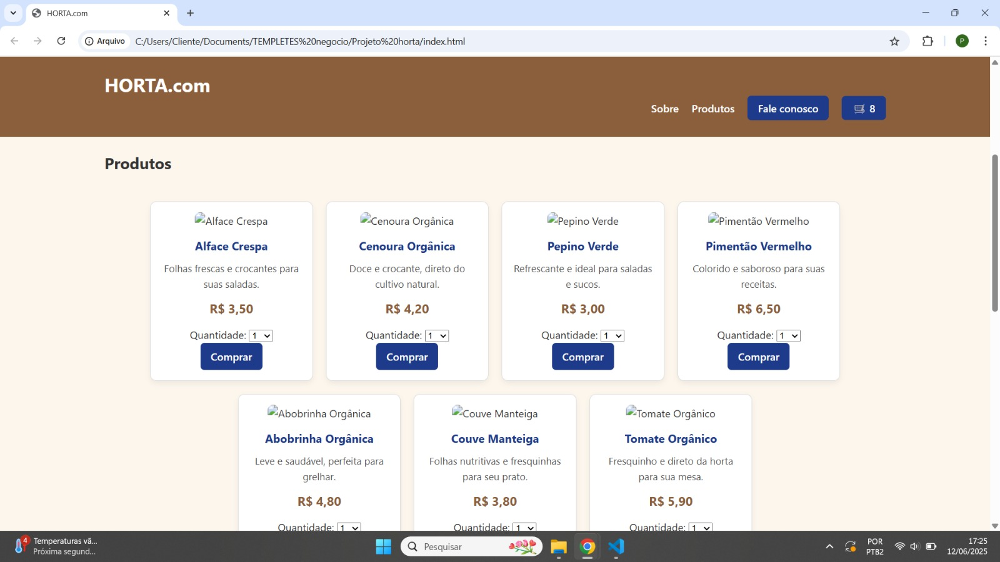 HORTA.com
Arquivo
C:/Users/Cliente/Documents/TEMPLETES%20negocio/Projeto%20horta/index.html
P
HORTA.com
Sobre
Produtos
Fale conosco
8
Produtos
Alface Crespa
Cenoura Orgânica
Pepino Verde
Pimentão Vermelho
Alface Crespa
Cenoura Orgânica
Pepino Verde
Pimentão Vermelho
Folhas frescas e crocantes para
suas saladas.
Doce e crocante, direto do
cultivo natural.
Refrescante e ideal para saladas
e sucos.
Colorido e saboroso para suas
receitas.
R$ 3,50
R$ 4,20
R$ 3,00
R$ 6,50
Quantidade: 1
Quantidade: 1
Quantidade: 1
Quantidade: 1
Comprar
Comprar
Comprar
Comprar
Abobrinha Orgânica
Couve Manteiga
Tomate Orgânico
Abobrinha Orgânica
Couve Manteiga
Tomate Orgânico
Leve e saudável, perfeita para
grelhar.
Folhas nutritivas e fresquinhas
para seu prato.
Fresquinho e direto da horta
para sua mesa.
R$ 4,80
R$ 3,80
R$ 5,90
Quantidade: 1
Quantidade: 1
Quantidade: 1
4
Temperaturas vã...
Próxima segund...
Pesquisar
POR
PTB2
17:25
12/06/2025